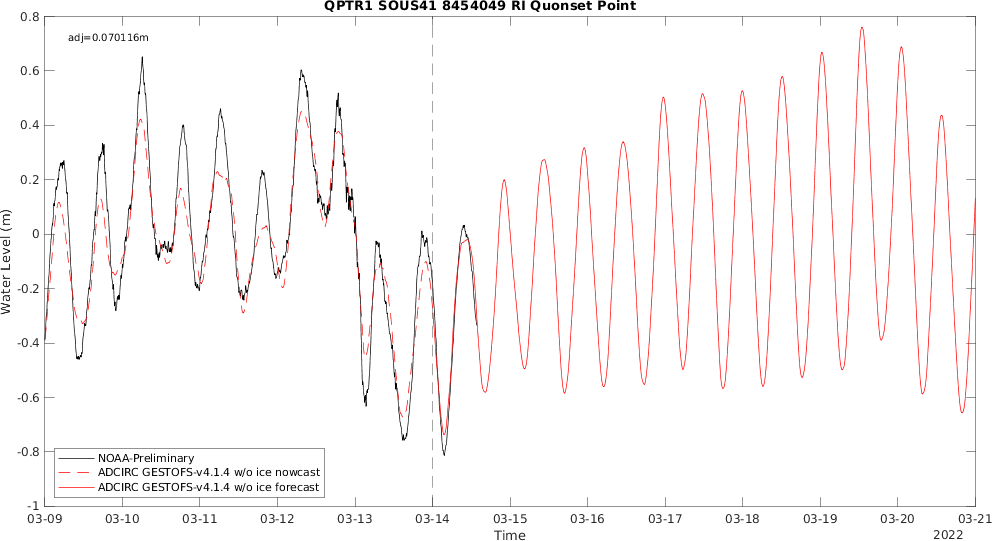 QPTR1 SOUS41 8454049 RI Quonset Point
adj=0.070116m
0.8
0.6
0.4
0.2
0
-0.2
-0.4
-0.6
-0.8
-1
Water Level (m)
NOAA-Preliminary
ADCIRC GESTOFS-v4.1.4 w/o ice nowcast
ADCIRC GESTOFS-v4.1.4 w/o ice forecast
03-09 03-10 03-11 03-12 03-13 03-14 03-15 03-16 03-17 03-18 03-19 03-20 03-21
Time
2022